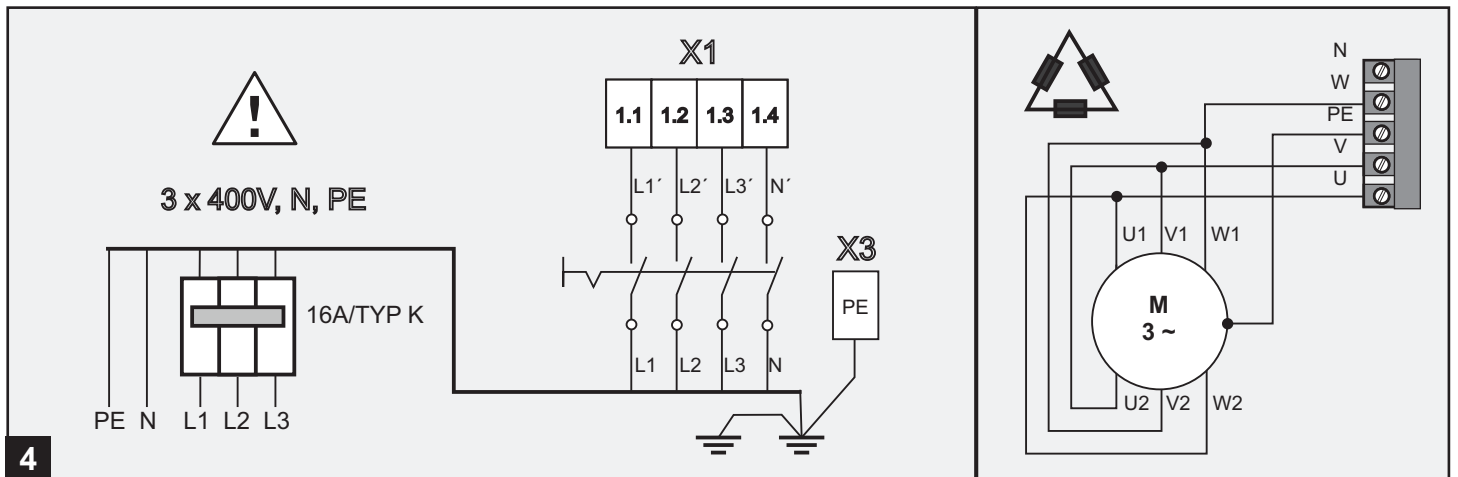 X1
1.1 1.2 1.3 1.4
!
L1´ L2´ L3´ N´
3 x 400V, N, PE
X3
16A/TYP K
PE
L1 L2 L3 N
PE N L1 L2 L3
4
N
W
PE
V
U
U1 V1 W1
M
3 ~
U2 V2 W2